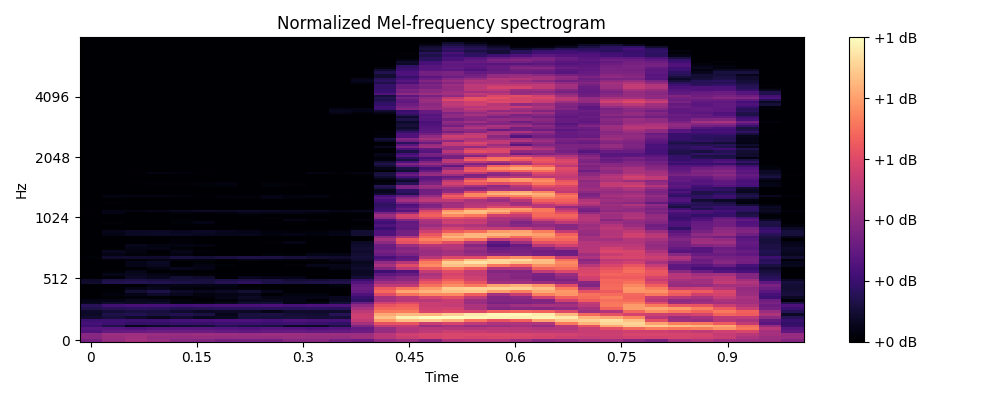 Normalized Mel-frequency spectrogram
Hz
4096
2048
1024
512
0
0 0.15 0.3 0.45 0.6 0.75 0.9
Time
+1 dB
+1 dB
+1 dB
+0 dB
+0 dB
+0 dB